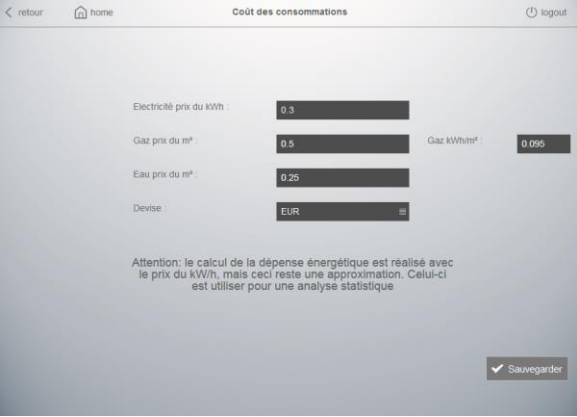 retour home Coût des consommations logout
Electricité prix du kWh : 0.3
Gaz prix du m³ : 0.5 Gaz kWh/m³ : 0.095
Eau prix du m³ : 0.25
Devise : EUR
Attention: le calcul de la dépense énergétique est réalisé avec
le prix du kW/h, mais ceci reste une approximation. Celui-ci
est utiliser pour une analyse statistique
Sauvegarder